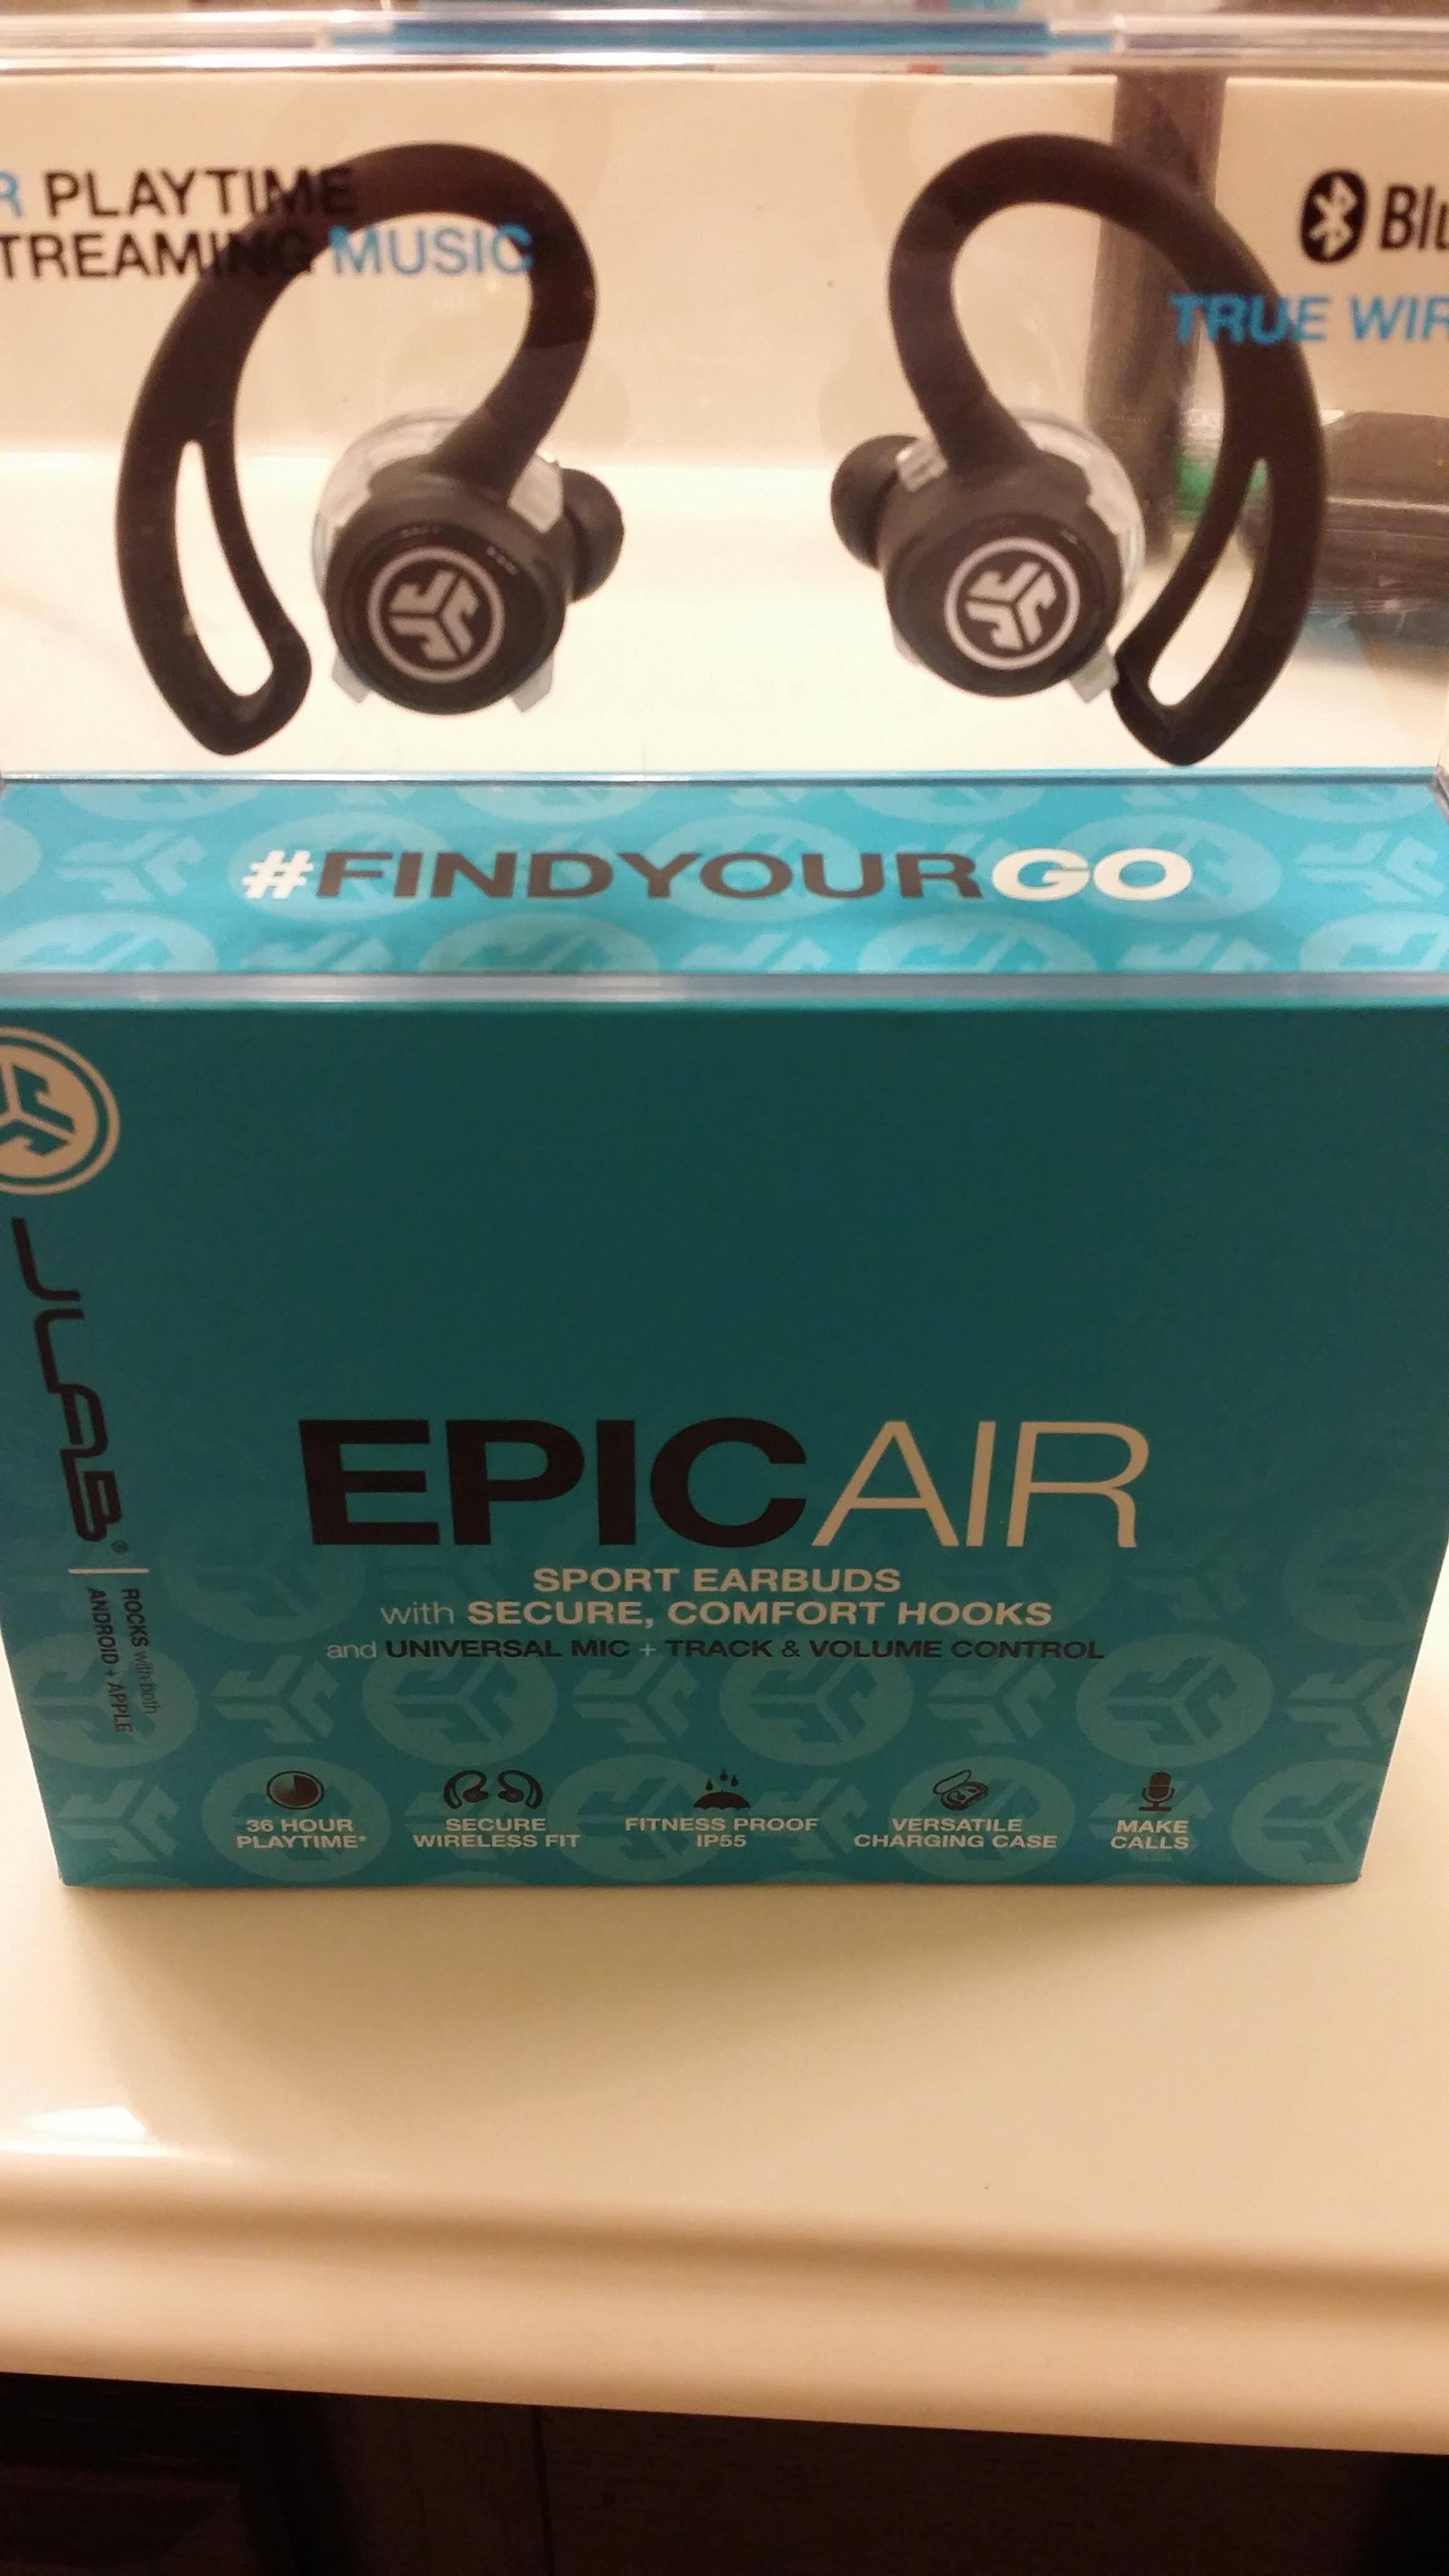 R PLAYTIME
TREAMING MUSIC
Blu
TRUE WIR
#FINDYOURGO
JLAB®
ROCKS with both
ANDROID + APPLE
EPICAIR
SPORT EARBUDS
with SECURE, COMFORT HOOKS
and UNIVERSAL MIC + TRACK & VOLUME CONTROL
36 HOUR
PLAYTIME*
SECURE
WIRELESS FIT
FITNESS PROOF
IP55
VERSATILE
CHARGING CASE
MAKE
CALLS